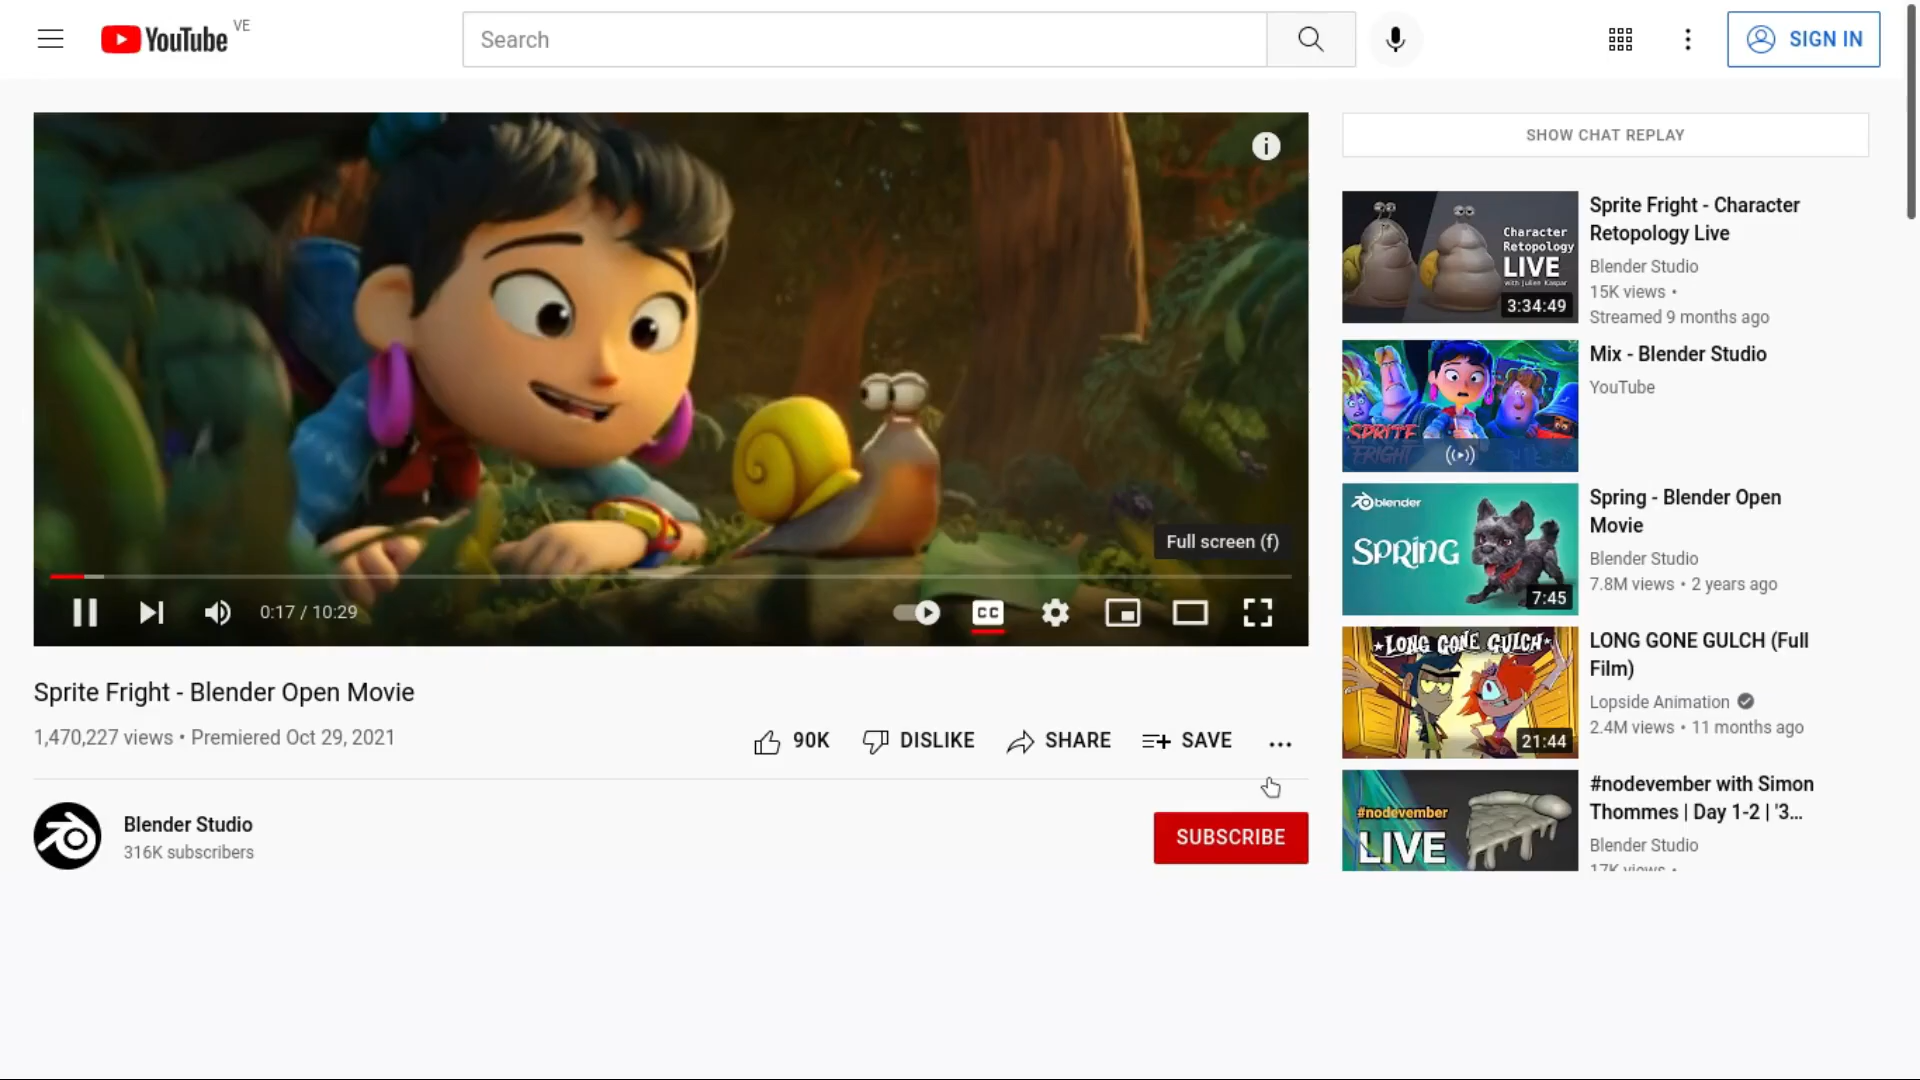 YouTube VE
Search
SIGN IN
Full screen (f)
0:17 / 10:29
CC
Sprite Fright - Blender Open Movie
1,470,227 views • Premiered Oct 29, 2021
90K
DISLIKE
SHARE
SAVE
Blender Studio
316K subscribers
SUBSCRIBE
SHOW CHAT REPLAY
Character
Retopology
LIVE
with Julien Kaspar
3:34:49
Sprite Fright - Character
Retopology Live
Blender Studio
15K views •
Streamed 9 months ago
SPRITE
FRIGHT
Mix - Blender Studio
YouTube
blender
SPRING
7:45
Spring - Blender Open
Movie
Blender Studio
7.8M views • 2 years ago
LONG GONE GULCH
21:44
LONG GONE GULCH (Full
Film)
Lopside Animation
2.4M views • 11 months ago
#nodevember
LIVE
#nodevember with Simon
Thommes | Day 1-2 | '3...
Blender Studio
17K views •